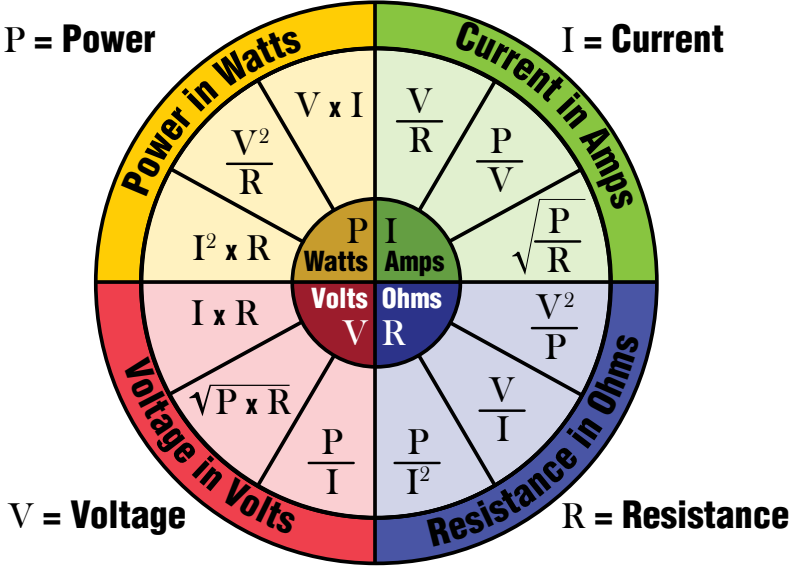 P = Power
I = Current
Power in Watts
Current in Amps
V x I
V²/R
I² x R
V/R
P/V
√(P/R)
P
Watts
I
Amps
Volts
V
Ohms
R
I x R
√(P x R)
P/I
V²/P
V/I
P/I²
Voltage in Volts
Resistance in Ohms
V = Voltage
R = Resistance